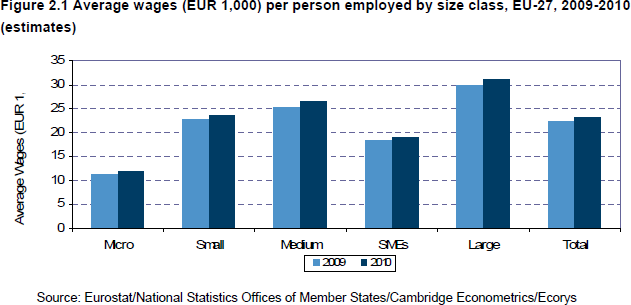 Figure 2.1 Average wages (EUR 1,000) per person employed by size class, EU-27, 2009-2010
(estimates)
Average Wages (EUR 1,
35
30
25
20
15
10
5
0
Micro Small Medium SMEs Large Total
2009 2010
Source: Eurostat/National Statistics Offices of Member States/Cambridge Econometrics/Ecorys